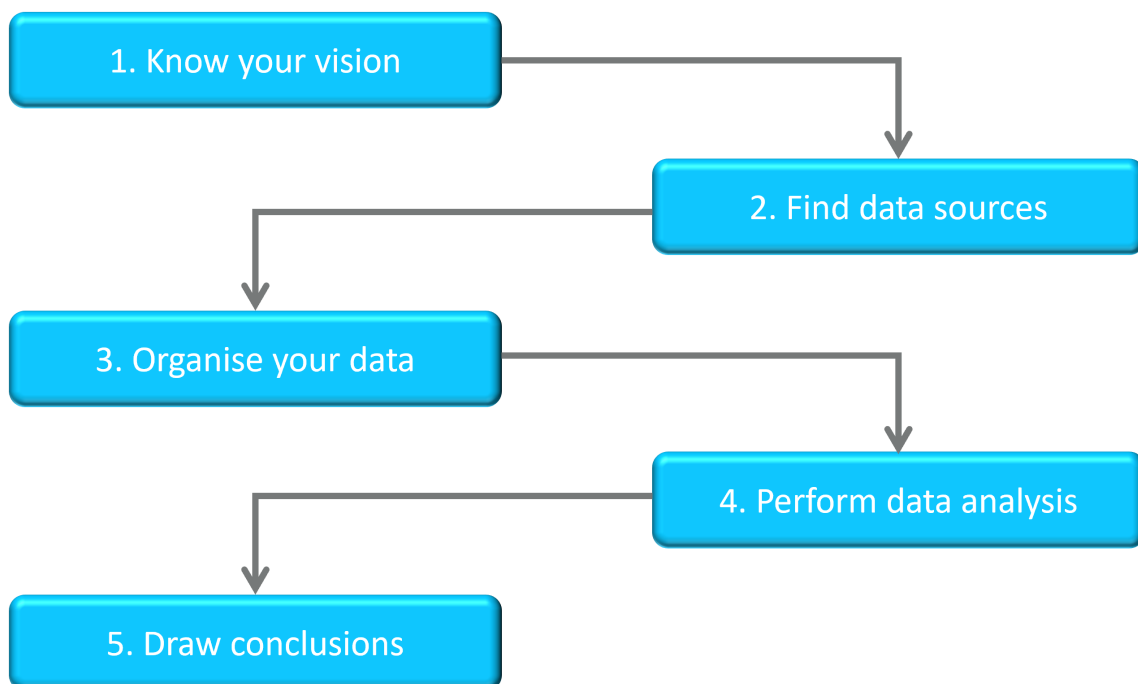 1. Know your vision
2. Find data sources
3. Organise your data
4. Perform data analysis
5. Draw conclusions